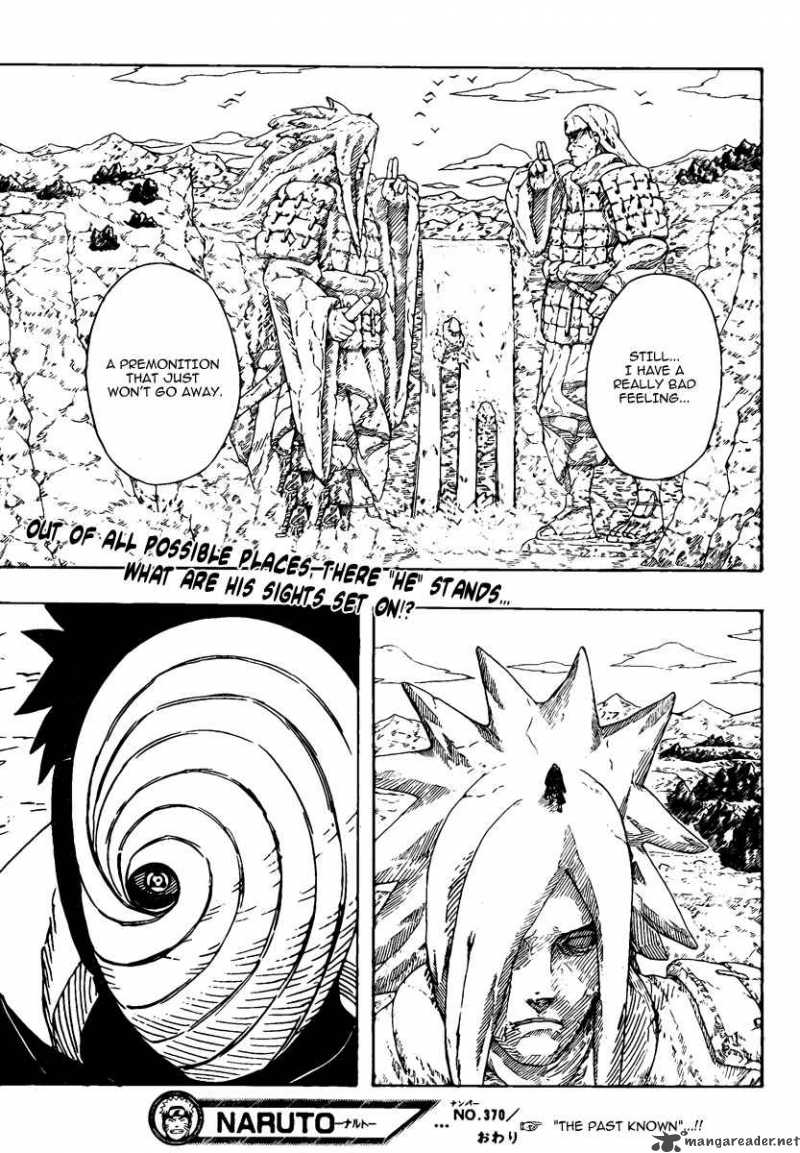 STILL...
I HAVE A
REALLY BAD
FEELING...
A PREMONITION
THAT JUST
WON'T GO AWAY.
OUT OF ALL POSSIBLE PLACES, THERE "HE" STANDS...
WHAT ARE HIS SIGHTS SET ON!?
NARUTO ーナルトー
ナンバー
... NO.370/
おわり
☞ "THE PAST KNOWN"...!!
mangareader.net